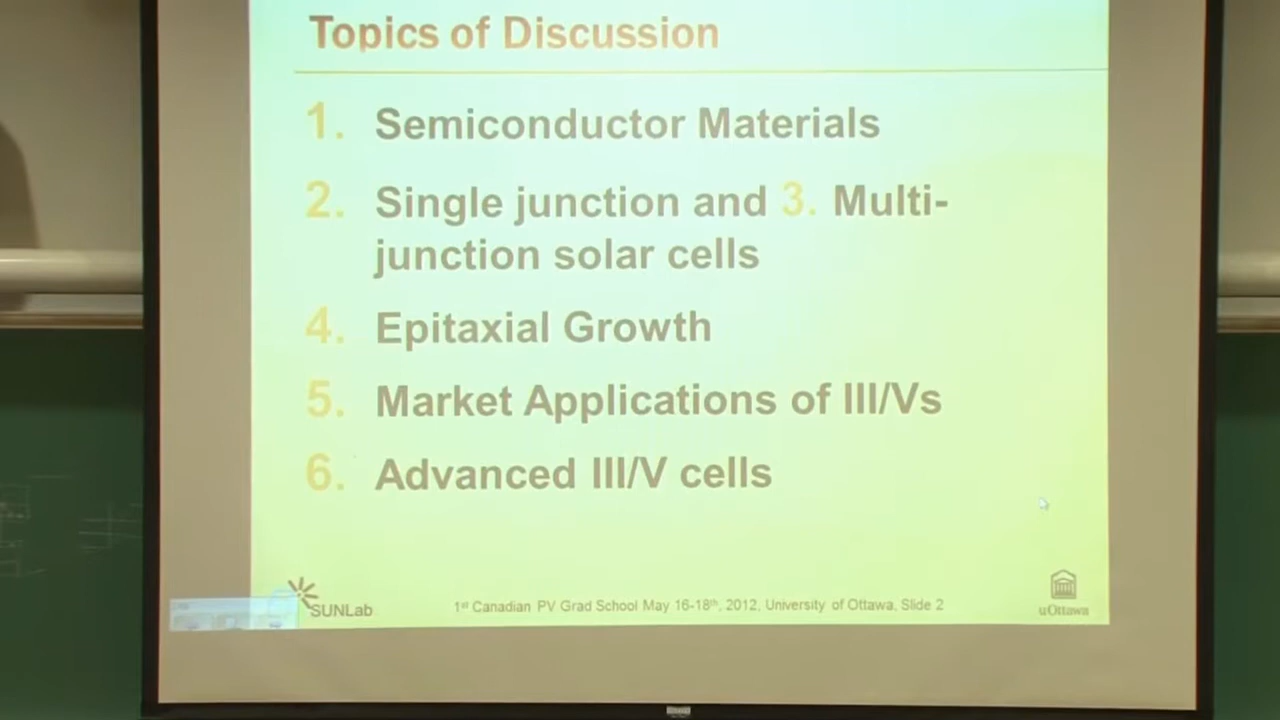 Topics of Discussion
1. Semiconductor Materials
2. Single junction and 3. Multi-
junction solar cells
4. Epitaxial Growth
5. Market Applications of III/Vs
6. Advanced III/V cells
SUNLab
1st Canadian PV Grad School May 16-18th, 2012, University of Ottawa, Slide 2
uOttawa